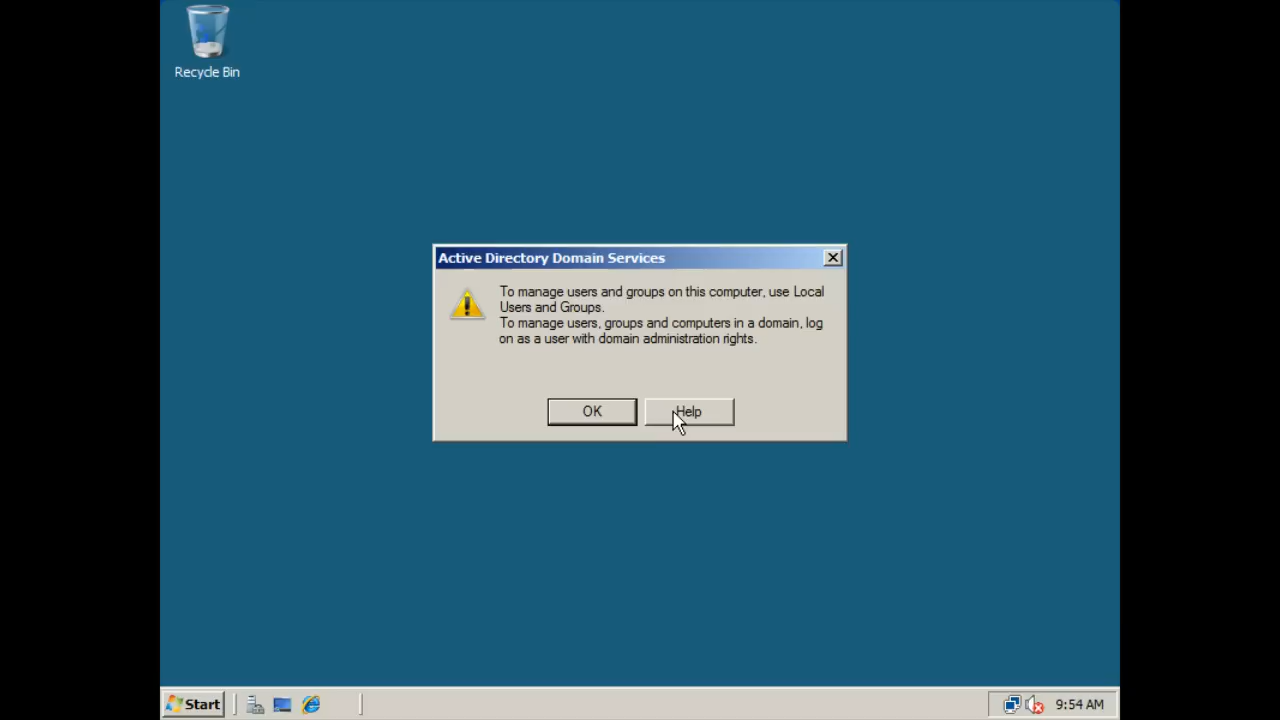 Recycle Bin
Active Directory Domain Services
To manage users and groups on this computer, use Local
Users and Groups.
To manage users, groups and computers in a domain, log
on as a user with domain administration rights.
OK
Help
Start
9:54 AM